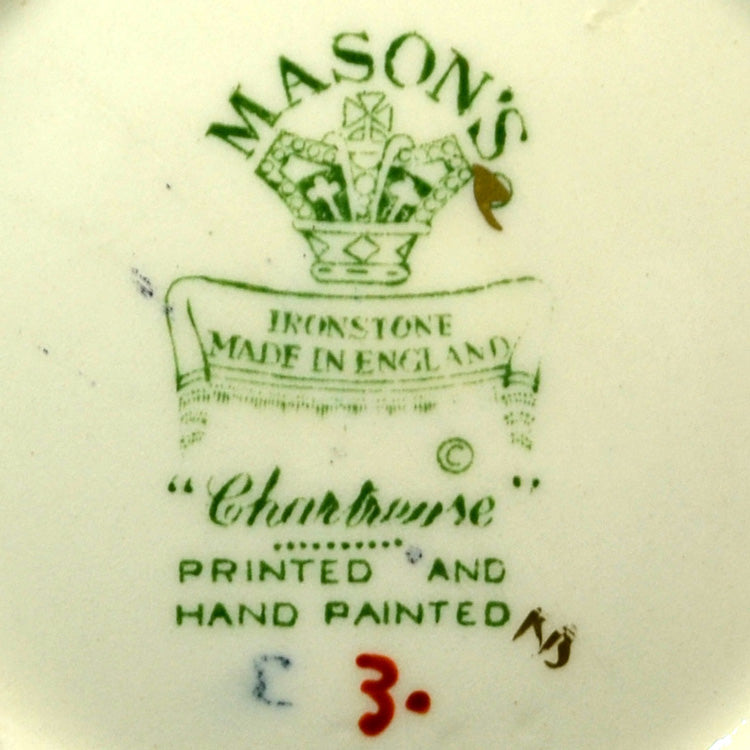 MASON'S
IRONSTONE
MADE IN ENGLAND
©
"Chartreuse"
PRINTED AND
HAND PAINTED
C 3.